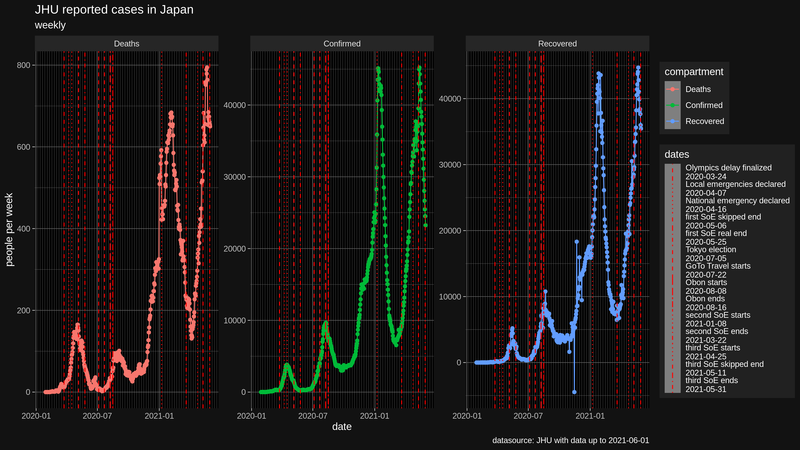 JHU reported cases in Japan
weekly
Deaths
Confirmed
Recovered
people per week
800
600
400
200
0
40000
30000
20000
10000
0
40000
30000
20000
10000
0
2020-01
2020-07
2021-01
2020-01
2020-07
2021-01
2020-01
2020-07
2021-01
date
compartment
Deaths
Confirmed
Recovered
dates
Olympics delay finalized
2020-03-24
Local emergencies declared
2020-04-07
National emergency declared
2020-04-16
first SoE skipped end
2020-05-06
first SoE real end
2020-05-25
Tokyo election
2020-07-05
GoTo Travel starts
2020-07-22
Obon starts
2020-08-08
Obon ends
2020-08-16
second SoE starts
2021-01-08
second SoE ends
2021-03-22
third SoE starts
2021-04-25
third SoE skipped end
2021-05-11
third SoE ends
2021-05-31
datasource: JHU with data up to 2021-06-01